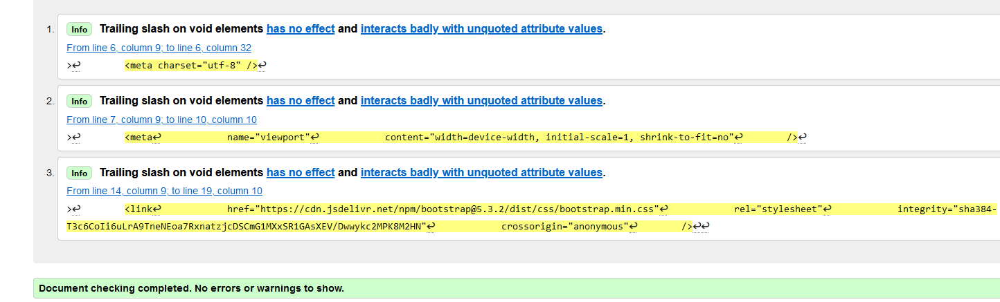 1. Info Trailing slash on void elements has no effect and interacts badly with unquoted attribute values.
From line 6, column 9; to line 6, column 32
>↩        <meta charset="utf-8" />↩
2. Info Trailing slash on void elements has no effect and interacts badly with unquoted attribute values.
From line 7, column 9; to line 10, column 10
>↩        <meta↩            name="viewport"↩            content="width=device-width, initial-scale=1, shrink-to-fit=no"↩        />↩
3. Info Trailing slash on void elements has no effect and interacts badly with unquoted attribute values.
From line 14, column 9; to line 19, column 10
>↩        <link↩            href="https://cdn.jsdelivr.net/npm/bootstrap@5.3.2/dist/css/bootstrap.min.css"↩            rel="stylesheet"↩            integrity="sha384-
T3c6CoIi6uLrA9TneNEoa7RxnatzjcDSCmG1MXxSR1GAsXEV/Dwwykc2MPK8M2HN"↩            crossorigin="anonymous"↩        />↩↩
Document checking completed. No errors or warnings to show.